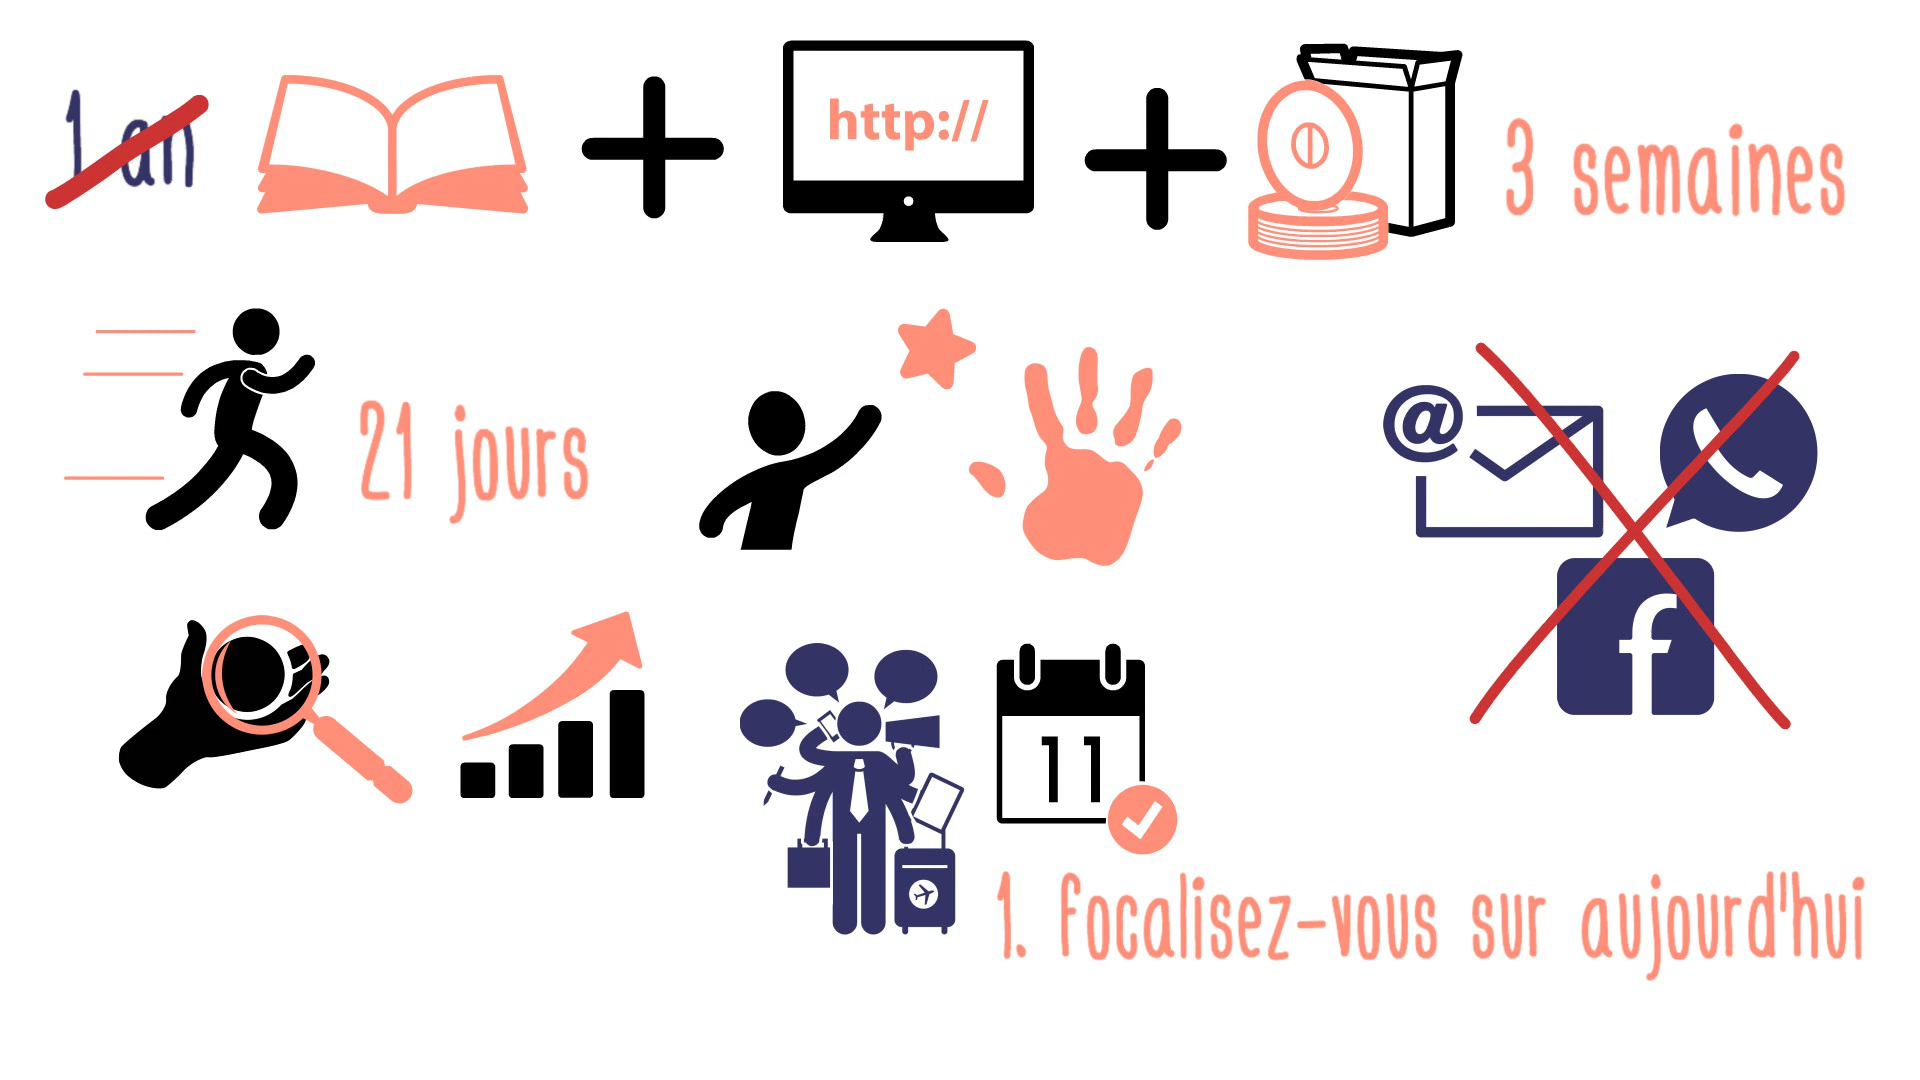 1 an
http://
3 semaines
21 jours
@
f
11
1. Focalisez-vous sur aujourd'hui